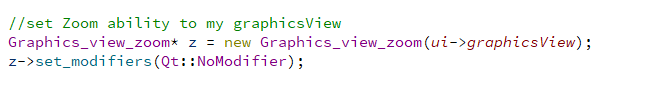 //set Zoom ability to my graphicsView
Graphics_view_zoom* z = new Graphics_view_zoom(ui->graphicsView);
z->set_modifiers(Qt::NoModifier);